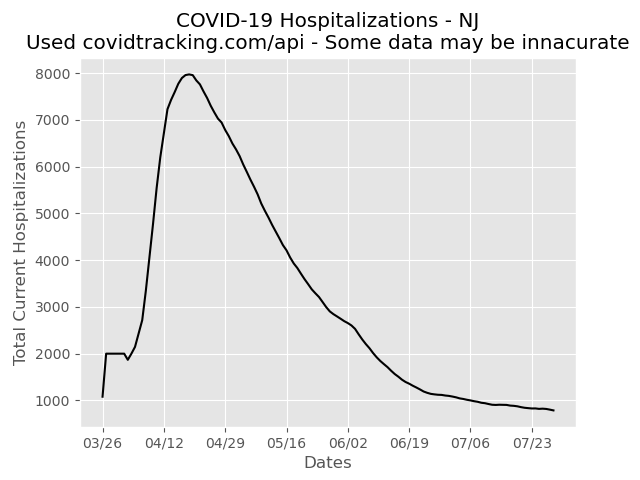 COVID-19 Hospitalizations - NJ
Used covidtracking.com/api - Some data may be innacurate
Total Current Hospitalizations
8000
7000
6000
5000
4000
3000
2000
1000
03/26 04/12 04/29 05/16 06/02 06/19 07/06 07/23
Dates